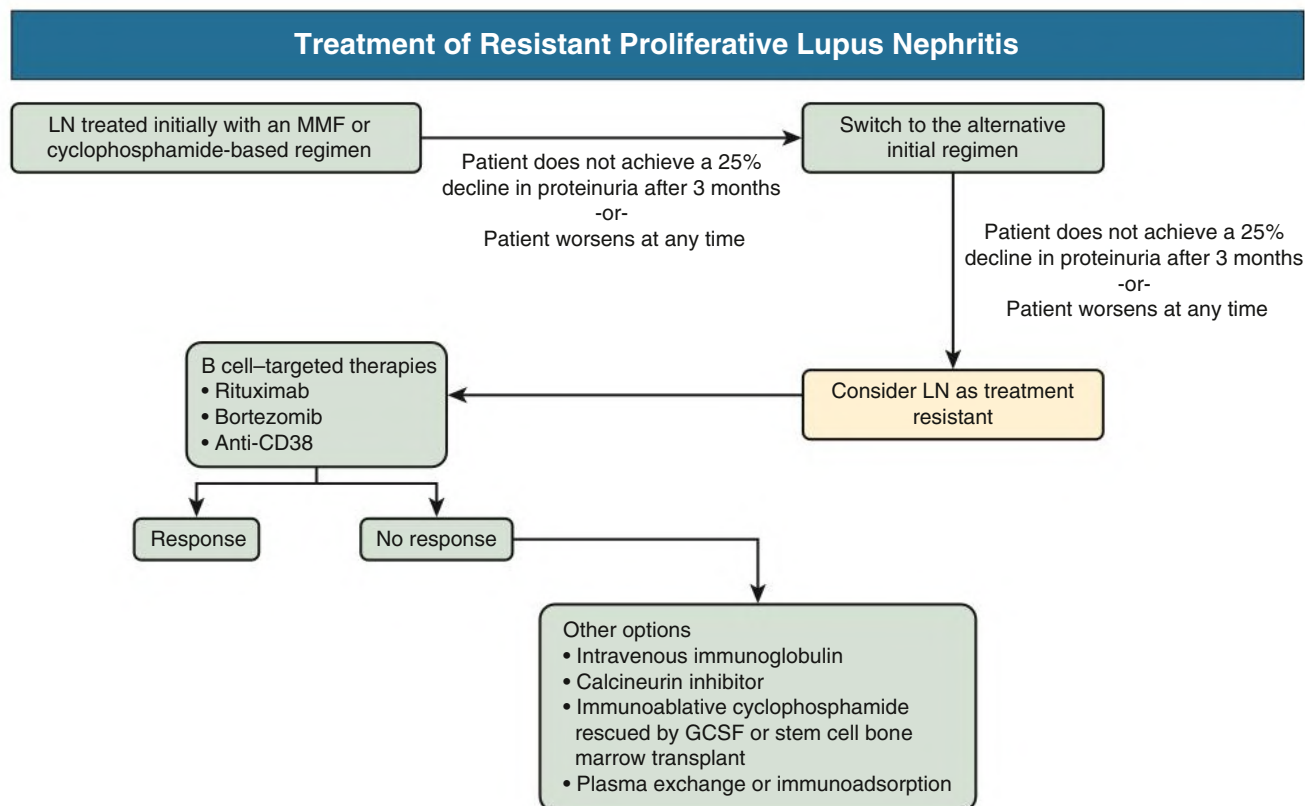 Treatment of Resistant Proliferative Lupus Nephritis
LN treated initially with an MMF or
cyclophosphamide-based regimen
Patient does not achieve a 25%
decline in proteinuria after 3 months
-or-
Patient worsens at any time
Switch to the alternative
initial regimen
Patient does not achieve a 25%
decline in proteinuria after 3 months
-or-
Patient worsens at any time
Consider LN as treatment
resistant
B cell–targeted therapies
• Rituximab
• Bortezomib
• Anti-CD38
Response
No response
Other options
• Intravenous immunoglobulin
• Calcineurin inhibitor
• Immunoablative cyclophosphamide
rescued by GCSF or stem cell bone
marrow transplant
• Plasma exchange or immunoadsorption